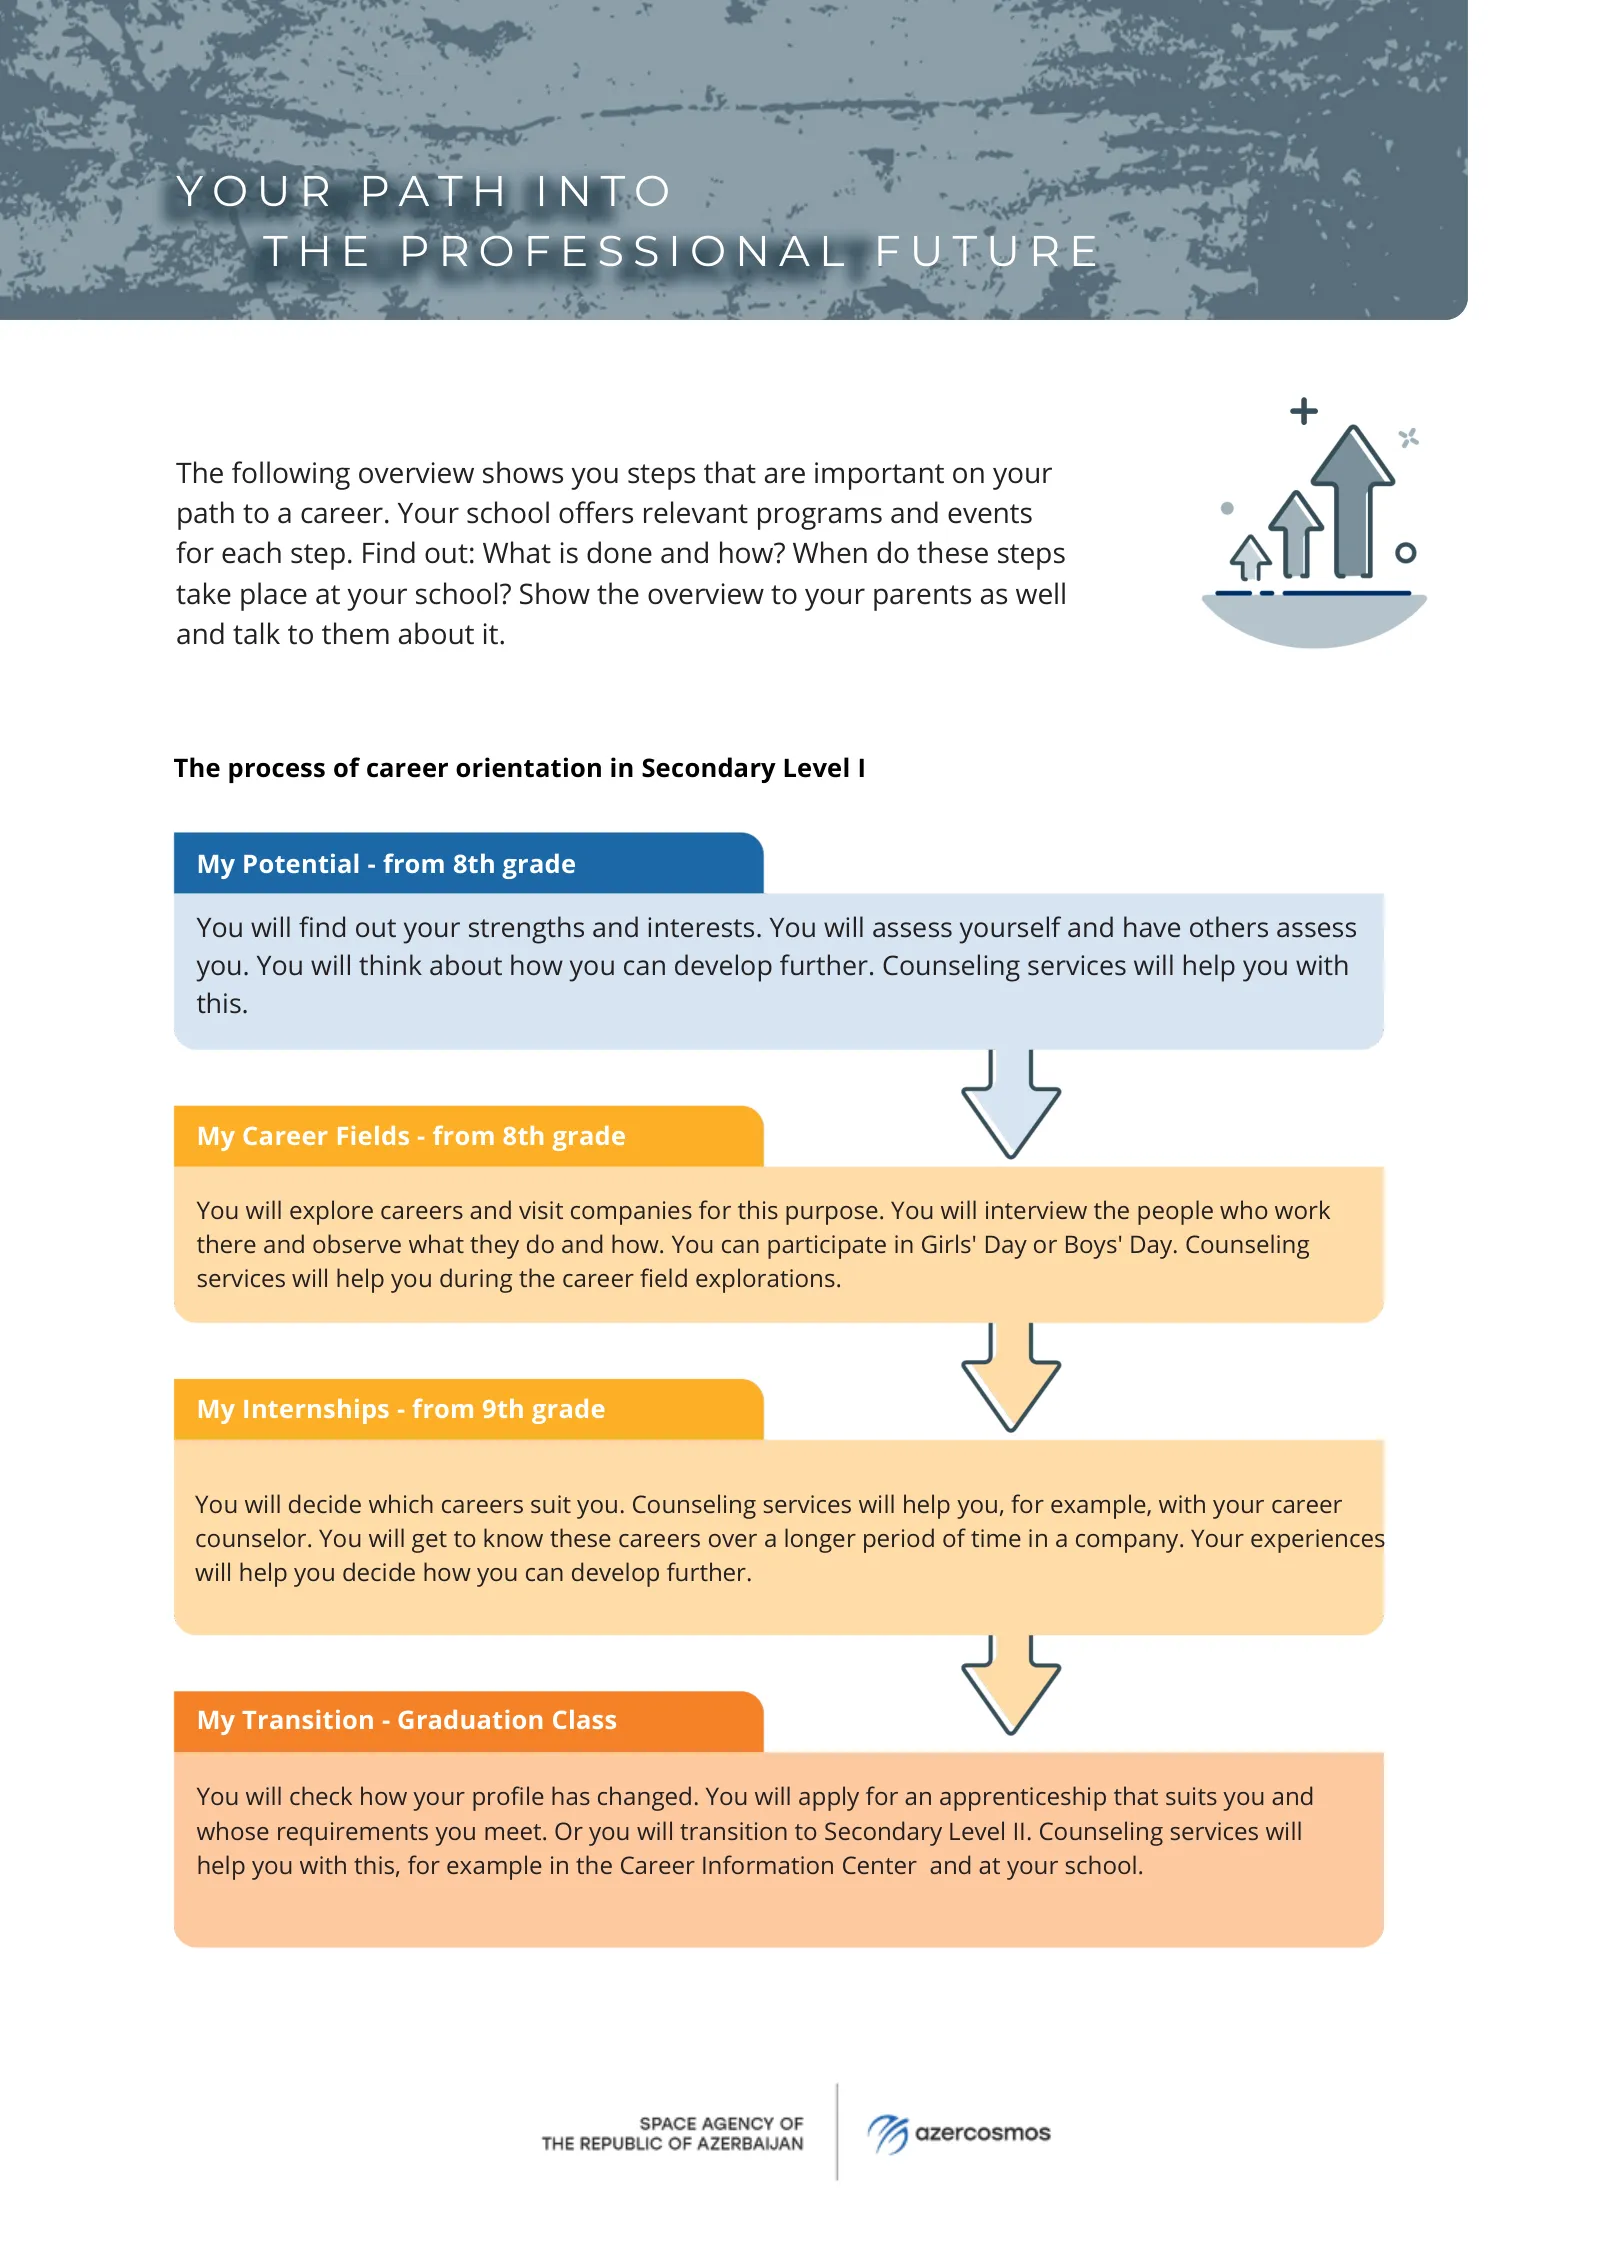 YOUR PATH INTO
THE PROFESSIONAL FUTURE
The following overview shows you steps that are important on your
path to a career. Your school offers relevant programs and events
for each step. Find out: What is done and how? When do these steps
take place at your school? Show the overview to your parents as well
and talk to them about it.
The process of career orientation in Secondary Level I
My Potential - from 8th grade
You will find out your strengths and interests. You will assess yourself and have others assess
you. You will think about how you can develop further. Counseling services will help you with
this.
My Career Fields - from 8th grade
You will explore careers and visit companies for this purpose. You will interview the people who work
there and observe what they do and how. You can participate in Girls' Day or Boys' Day. Counseling
services will help you during the career field explorations.
My Internships - from 9th grade
You will decide which careers suit you. Counseling services will help you, for example, with your career
counselor. You will get to know these careers over a longer period of time in a company. Your experiences
will help you decide how you can develop further.
My Transition - Graduation Class
You will check how your profile has changed. You will apply for an apprenticeship that suits you and
whose requirements you meet. Or you will transition to Secondary Level II. Counseling services will
help you with this, for example in the Career Information Center  and at your school.
SPACE AGENCY OF
THE REPUBLIC OF AZERBAIJAN
azercosmos